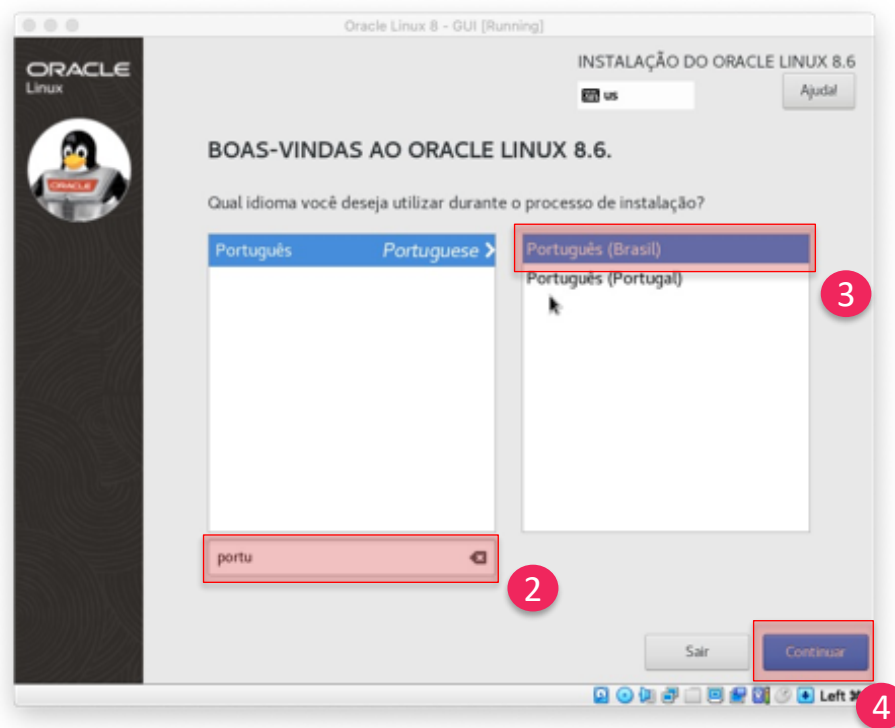 Oracle Linux 8 - GUI [Running]
ORACLE
Linux
ORACLE
INSTALAÇÃO DO ORACLE LINUX 8.6
us
Ajuda!
BOAS-VINDAS AO ORACLE LINUX 8.6.
Qual idioma você deseja utilizar durante o processo de instalação?
Português Portuguese
Português (Brasil)
Português (Portugal)
3
portu
2
Sair
Continuar
Left ⌘
4